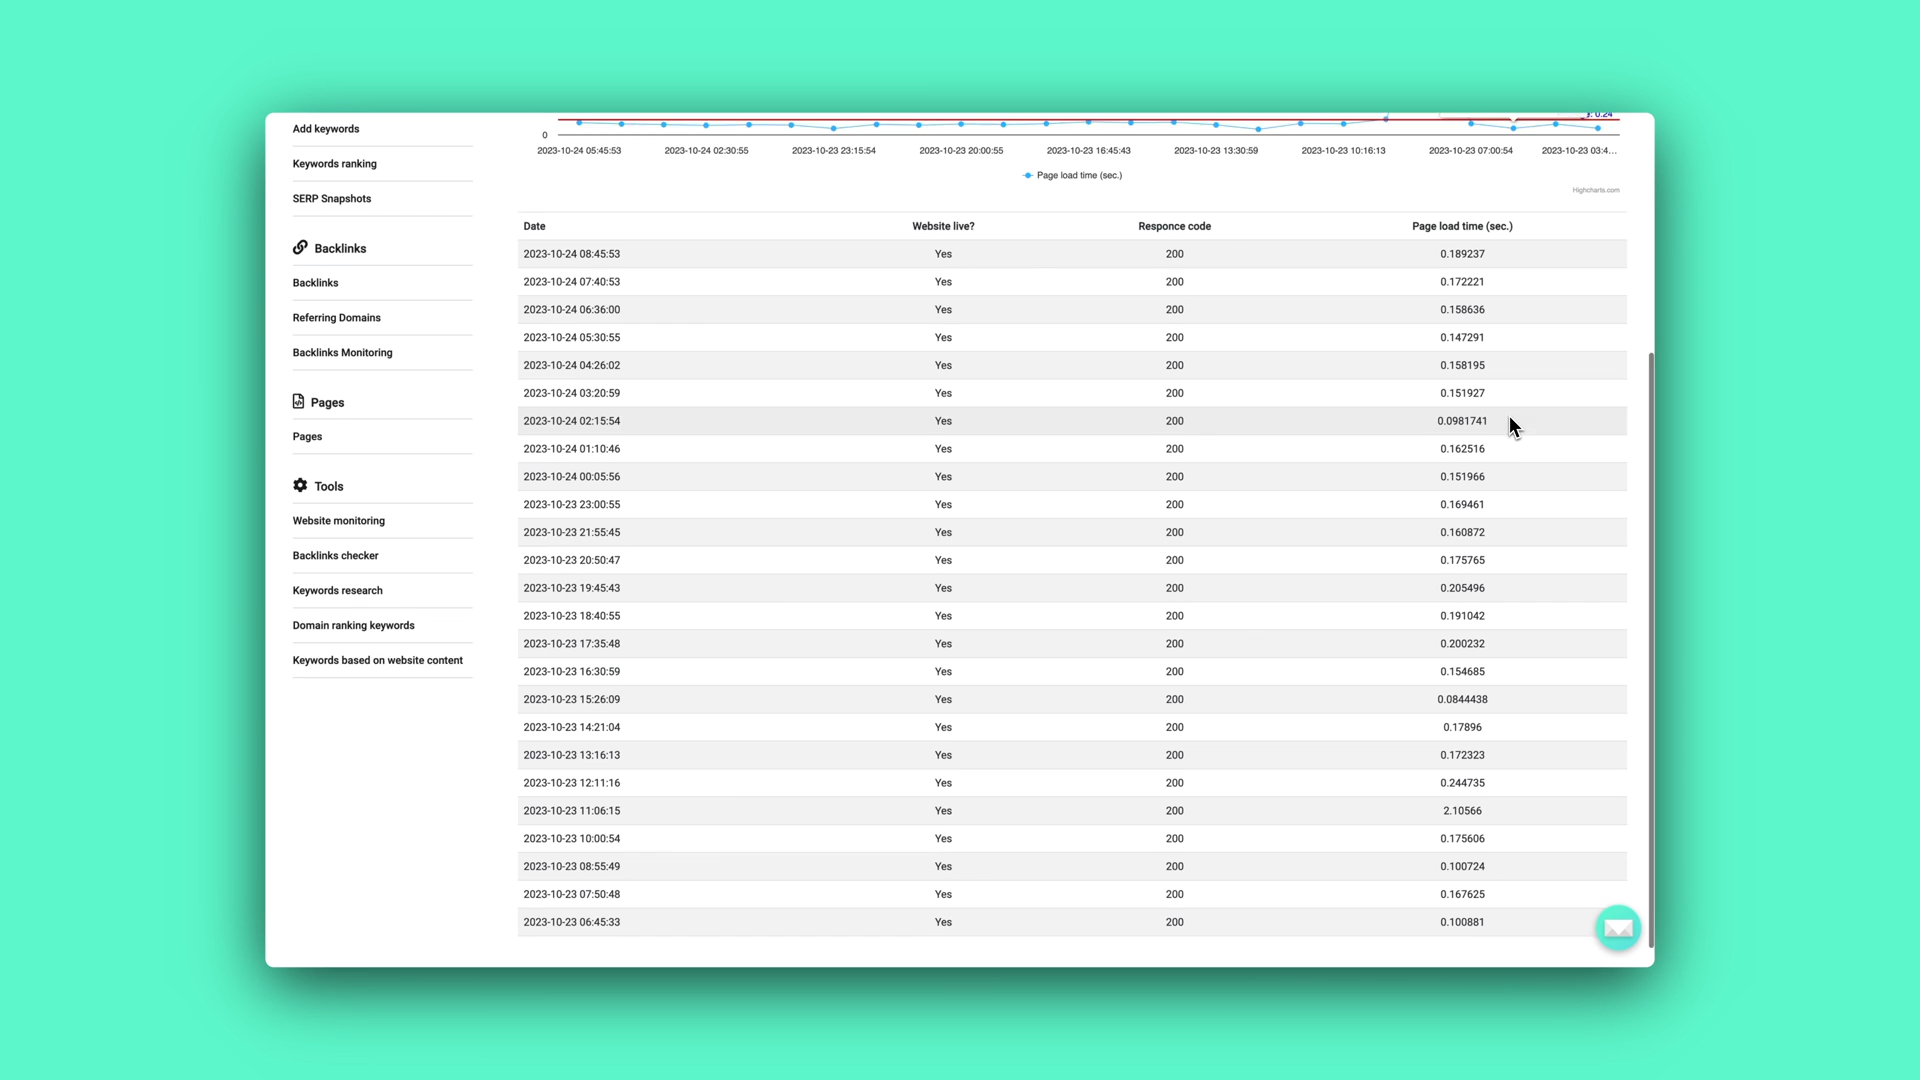 Add keywords
Keywords ranking
SERP Snapshots
Backlinks
Backlinks
Referring Domains
Backlinks Monitoring
Pages
Pages
Tools
Website monitoring
Backlinks checker
Keywords research
Domain ranking keywords
Keywords based on website content
: 0.24
0
2023-10-24 05:45:53 2023-10-24 02:30:55 2023-10-23 23:15:54 2023-10-23 20:00:55 2023-10-23 16:45:43 2023-10-23 13:30:59 2023-10-23 10:16:13 2023-10-23 07:00:54 2023-10-23 03:4...
Page load time (sec.)
Highcharts.com
Date Website live? Responce code Page load time (sec.)
2023-10-24 08:45:53 Yes 200 0.189237
2023-10-24 07:40:53 Yes 200 0.172221
2023-10-24 06:36:00 Yes 200 0.158636
2023-10-24 05:30:55 Yes 200 0.147291
2023-10-24 04:26:02 Yes 200 0.158195
2023-10-24 03:20:59 Yes 200 0.151927
2023-10-24 02:15:54 Yes 200 0.0981741
2023-10-24 01:10:46 Yes 200 0.162516
2023-10-24 00:05:56 Yes 200 0.151966
2023-10-23 23:00:55 Yes 200 0.169461
2023-10-23 21:55:45 Yes 200 0.160872
2023-10-23 20:50:47 Yes 200 0.175765
2023-10-23 19:45:43 Yes 200 0.205496
2023-10-23 18:40:55 Yes 200 0.191042
2023-10-23 17:35:48 Yes 200 0.200232
2023-10-23 16:30:59 Yes 200 0.154685
2023-10-23 15:26:09 Yes 200 0.0844438
2023-10-23 14:21:04 Yes 200 0.17896
2023-10-23 13:16:13 Yes 200 0.172323
2023-10-23 12:11:16 Yes 200 0.244735
2023-10-23 11:06:15 Yes 200 2.10566
2023-10-23 10:00:54 Yes 200 0.175606
2023-10-23 08:55:49 Yes 200 0.100724
2023-10-23 07:50:48 Yes 200 0.167625
2023-10-23 06:45:33 Yes 200 0.100881